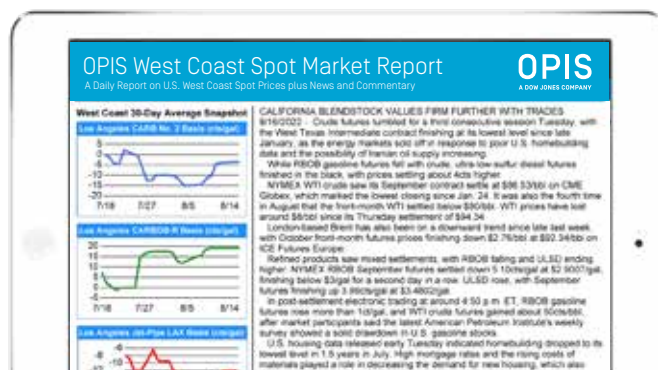 OPIS West Coast Spot Market Report
A Daily Report on U.S. West Coast Spot Prices plus News and Commentary
OPIS
A DOW JONES COMPANY
West Coast 30-Day Average Snapshot
Los Angeles CARB No. 2 Basis (cts/gal)
5
0
-5
-10
-15
-20
7/18
7/27
8/5
8/14
Los Angeles CARBOB-R Basis (cts/gal)
20
15
10
5
0
-5
7/18
7/27
8/5
8/14
Los Angeles Jet-Pipe LAX Basis (cts/gal)
-6
-8
-10
CALIFORNIA BLENDSTOCK VALUES FIRM FURTHER WITH TRADES
8/16/2022 - Crude futures tumbled for a third consecutive session Tuesday, with
the West Texas Intermediate contract finishing at its lowest level since late
January, as the energy markets sold off in response to poor U.S. homebuilding
data and the possibility of Iranian oil supply increasing.
While RBOB gasoline futures fell with crude, ultra-low-sulfur diesel futures
finished in the black, with prices settling about 4cts higher.
NYMEX WTI crude saw its September contract settle at $86.53/bbl on CME
Globex, which marked the lowest closing since Jan. 24. It was also the fourth time
in August that the front-month WTI settled below $90/bbl. WTI prices have lost
around $8/bbl since its Thursday settlement of $94.34.
London-based Brent has also been on a downward trend since late last week,
with October front-month futures prices finishing down $2.76/bbl at $92.34/bbl on
ICE Futures Europe.
Refined products saw mixed settlements, with RBOB falling and ULSD ending
higher. NYMEX RBOB September futures settled down 5.10cts/gal at $2.9007/gal,
finishing below $3/gal for a second day in a row. ULSD rose, with September
futures finishing up 3.99cts/gal at $3.4802/gal.
In post-settlement electronic trading at around 4:50 p.m. ET, RBOB gasoline
futures rose more than 1ct/gal, and WTI crude futures gained about 50cts/bbl,
after market participants said the latest American Petroleum Institute's weekly
survey showed a solid drawdown in U.S. gasoline stocks.
U.S. housing data released early Tuesday indicated homebuilding dropped to its
lowest level in 1.5 years in July. High mortgage rates and the rising costs of
materials played a role in decreasing the demand for new housing, which also